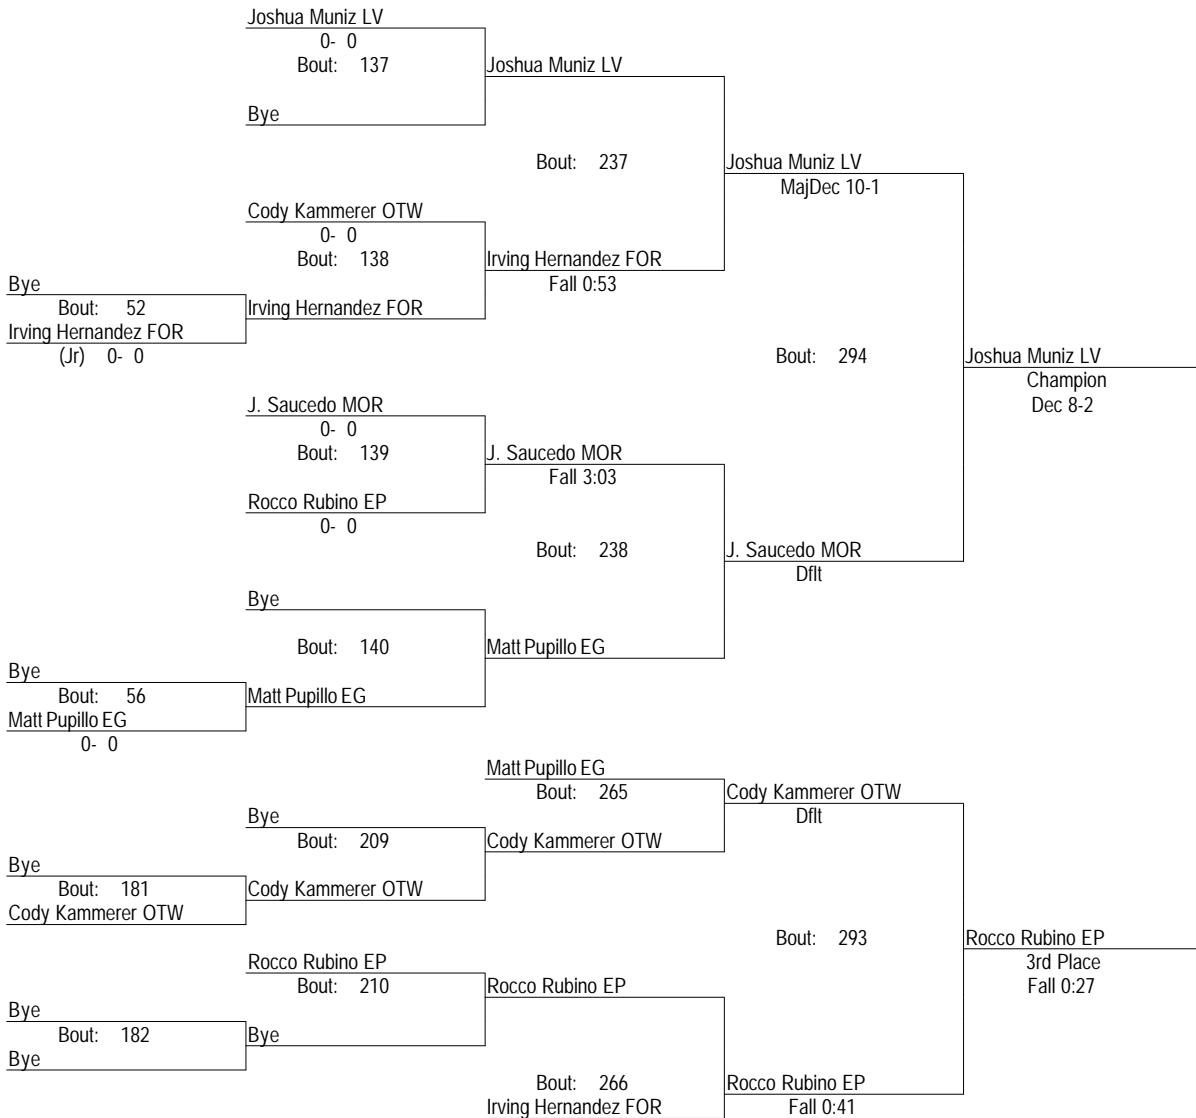 Joshua Muniz LV
0- 0
Bout: 137
Joshua Muniz LV
Bye
Bout: 237
Joshua Muniz LV
MajDec 10-1
Cody Kammerer OTW
0- 0
Bout: 138
Irving Hernandez FOR
Fall 0:53
Bye
Bout: 52
Irving Hernandez FOR
Irving Hernandez FOR
(Jr) 0- 0
Bout: 294
Joshua Muniz LV
Champion
Dec 8-2
J. Saucedo MOR
0- 0
Bout: 139
J. Saucedo MOR
Fall 3:03
Rocco Rubino EP
0- 0
Bout: 238
J. Saucedo MOR
Dflt
Bye
Bout: 140
Matt Pupillo EG
Bye
Bout: 56
Matt Pupillo EG
Matt Pupillo EG
0- 0
Matt Pupillo EG
Bout: 265
Cody Kammerer OTW
Dflt
Bye
Bout: 209
Cody Kammerer OTW
Bye
Bout: 181
Cody Kammerer OTW
Cody Kammerer OTW
Bout: 293
Rocco Rubino EP
3rd Place
Fall 0:27
Rocco Rubino EP
Bout: 210
Rocco Rubino EP
Bye
Bout: 182
Bye
Bye
Bout: 266
Rocco Rubino EP
Irving Hernandez FOR
Fall 0:41